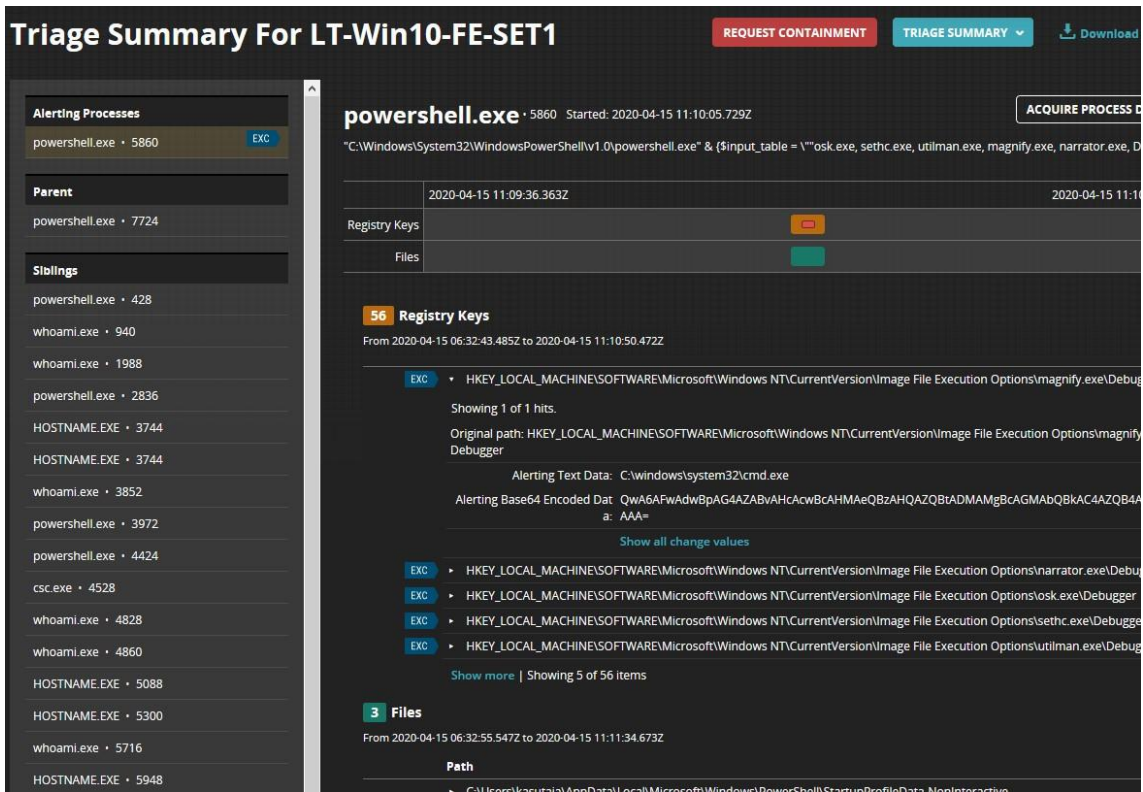 Triage Summary For LT-Win10-FE-SET1
REQUEST CONTAINMENT
TRIAGE SUMMARY
Download
Alerting Processes
powershell.exe • 5860
EXC
Parent
powershell.exe • 7724
Siblings
powershell.exe • 428
whoami.exe • 940
whoami.exe • 1988
powershell.exe • 2836
HOSTNAME.EXE • 3744
HOSTNAME.EXE • 3744
whoami.exe • 3852
powershell.exe • 3972
powershell.exe • 4424
csc.exe • 4528
whoami.exe • 4828
whoami.exe • 4860
HOSTNAME.EXE • 5088
HOSTNAME.EXE • 5300
whoami.exe • 5716
HOSTNAME.EXE • 5948
powershell.exe • 5860 Started: 2020-04-15 11:10:05.729Z
ACQUIRE PROCESS D
"C:\Windows\System32\WindowsPowerShell\v1.0\powershell.exe" & {$input_table = \""osk.exe, sethc.exe, utilman.exe, magnify.exe, narrator.exe, D
2020-04-15 11:09:36.363Z
2020-04-15 11:10
Registry Keys
Files
56 Registry Keys
From 2020-04-15 06:32:43.485Z to 2020-04-15 11:10:50.472Z
EXC HKEY_LOCAL_MACHINE\SOFTWARE\Microsoft\Windows NT\CurrentVersion\Image File Execution Options\magnify.exe\Debug
Showing 1 of 1 hits.
Original path: HKEY_LOCAL_MACHINE\SOFTWARE\Microsoft\Windows NT\CurrentVersion\Image File Execution Options\magnify
Debugger
Alerting Text Data: C:\windows\system32\cmd.exe
Alerting Base64 Encoded Dat QwA6AFwAdwBpAG4AZABvAHcAcwBcAHMAeQBzAHQAZQBtADMAMgBcAGMAbQBkAC4AZQB4A
a: AAA=
Show all change values
EXC HKEY_LOCAL_MACHINE\SOFTWARE\Microsoft\Windows NT\CurrentVersion\Image File Execution Options\narrator.exe\Debug
EXC HKEY_LOCAL_MACHINE\SOFTWARE\Microsoft\Windows NT\CurrentVersion\Image File Execution Options\osk.exe\Debugger
EXC HKEY_LOCAL_MACHINE\SOFTWARE\Microsoft\Windows NT\CurrentVersion\Image File Execution Options\sethc.exe\Debugge
EXC HKEY_LOCAL_MACHINE\SOFTWARE\Microsoft\Windows NT\CurrentVersion\Image File Execution Options\utilman.exe\Debug
Show more | Showing 5 of 56 items
3 Files
From 2020-04-15 06:32:55.547Z to 2020-04-15 11:11:34.673Z
Path
C:\Users\kasutaja\AppData\Local\Microsoft\Windows\PowerShell\StartupProfileData-NonInteractive